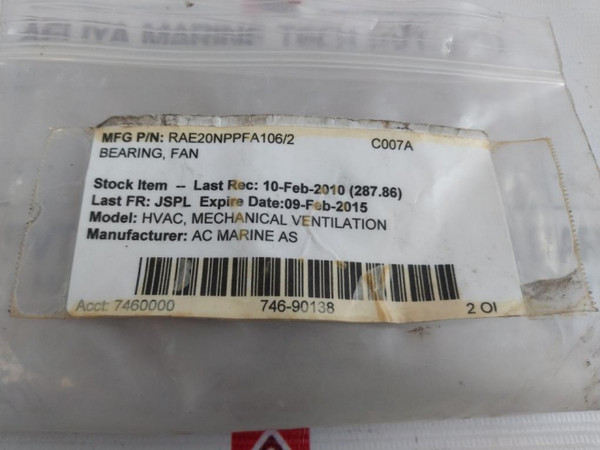 MFG P/N: RAE20NPPFA106/2 C007A
BEARING, FAN
Stock Item -- Last Rec: 10-Feb-2010 (287.86)
Last FR: JSPL Expire Date:09-Feb-2015
Model: HVAC, MECHANICAL VENTILATION
Manufacturer: AC MARINE AS
Acct: 7460000 746-90138 2 OI